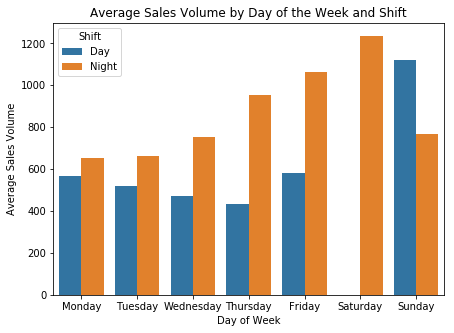 Average Sales Volume by Day of the Week and Shift
Shift
Day
Night
Average Sales Volume
1200
1000
800
600
400
200
0
Monday Tuesday Wednesday Thursday Friday Saturday Sunday
Day of Week